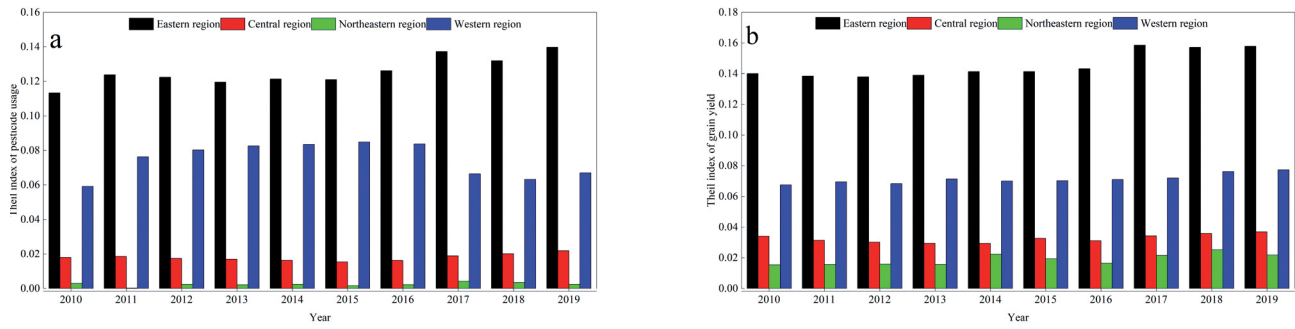 a
Eastern region Central region Northeastern region Western region
Theil index of pesticide usage
0.16
0.14
0.12
0.10
0.08
0.06
0.04
0.02
0.00
2010 2011 2012 2013 2014 2015 2016 2017 2018 2019
Year
b
Eastern region Central region Northeastern region Western region
Theil index of grain yield
0.18
0.16
0.14
0.12
0.10
0.08
0.06
0.04
0.02
0.00
2010 2011 2012 2013 2014 2015 2016 2017 2018 2019
Year